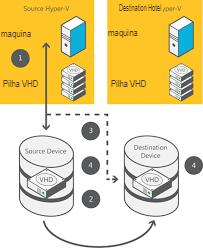 Source Hyper-V
Destination Hotel yper-V
maquina
maquina
1
Pilha VHD
Pilha VHD
3
Source Device
Destination
Device
4
4
VHD
VHD
2